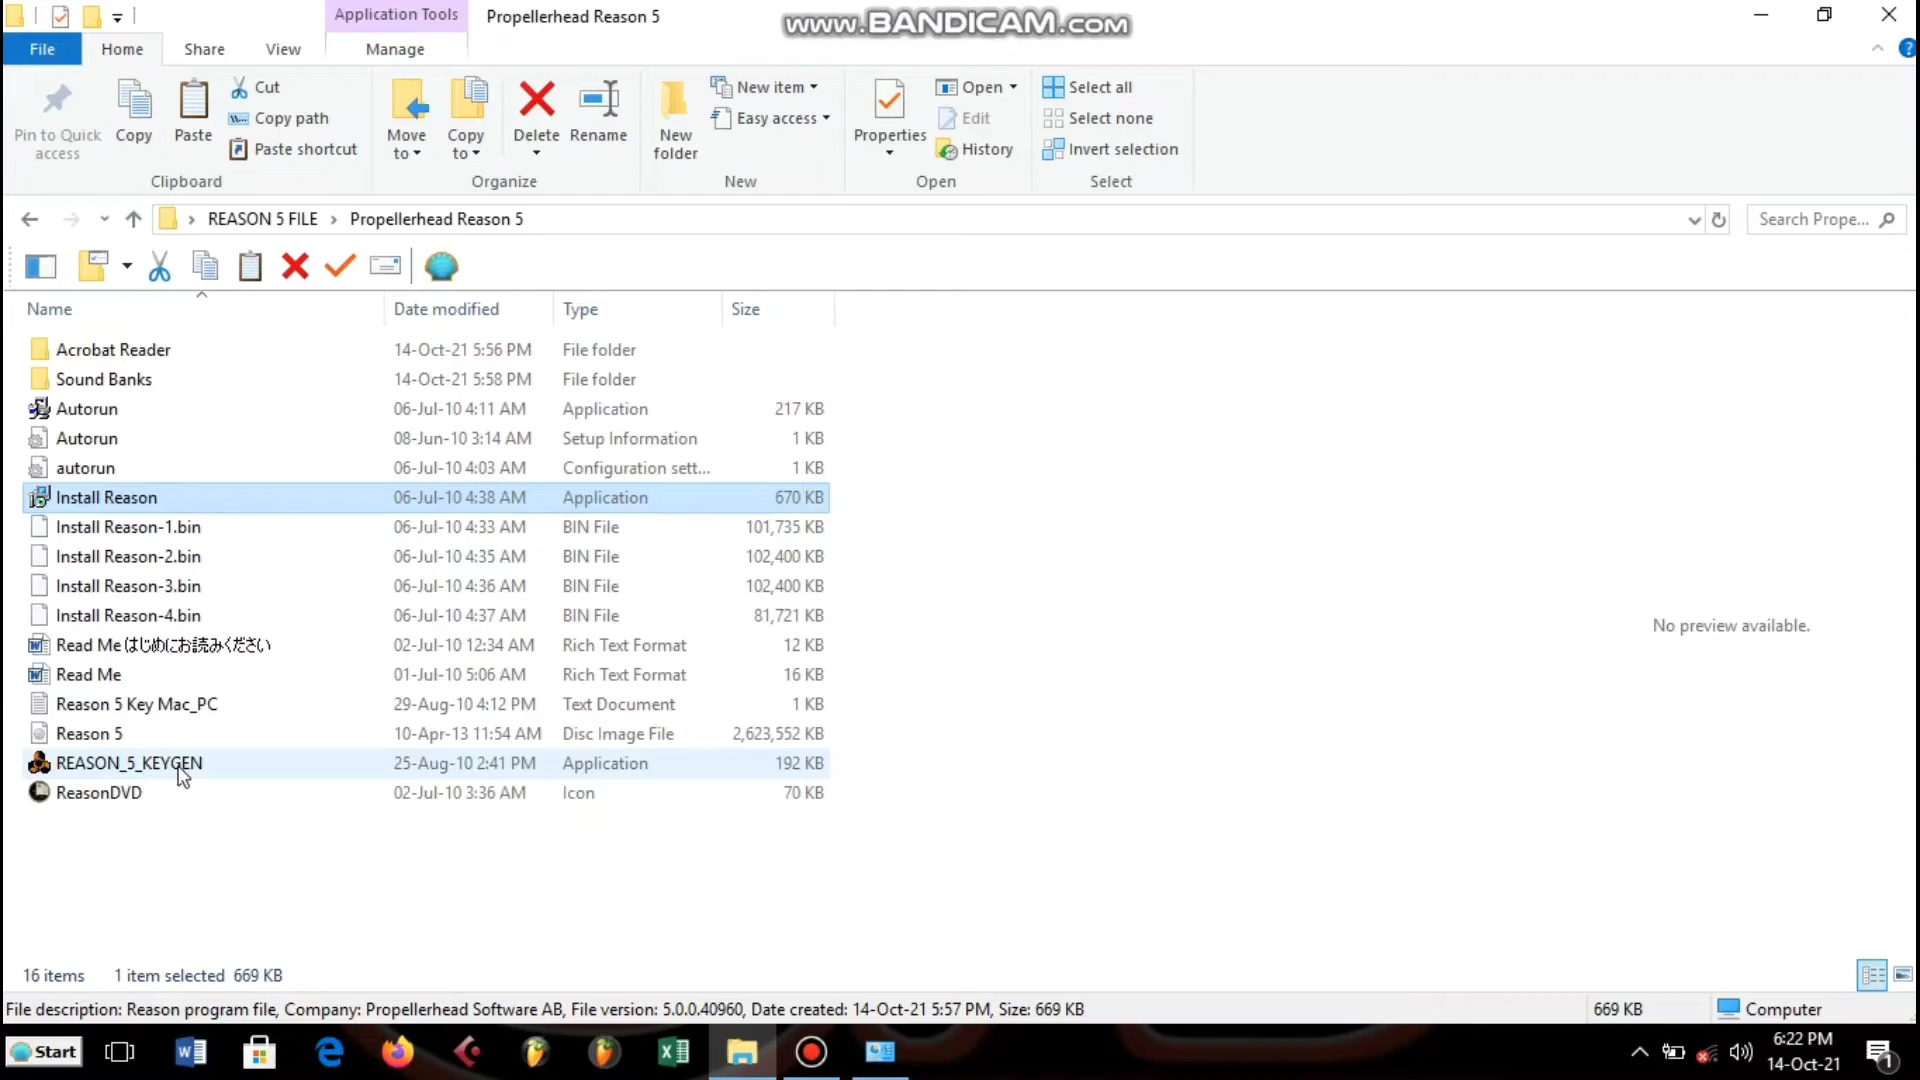 Application Tools
Propellerhead Reason 5
www.BANDICAM.com
File
Home
Share
View
Manage
Pin to Quick access
Copy
Paste
Cut
Copy path
Paste shortcut
Clipboard
Move to
Copy to
Delete
Rename
Organize
New folder
New item
Easy access
New
Properties
Open
Edit
History
Open
Select all
Select none
Invert selection
Select
REASON 5 FILE › Propellerhead Reason 5
Search Prope...
Name Date modified Type Size
Acrobat Reader 14-Oct-21 5:56 PM File folder
Sound Banks 14-Oct-21 5:58 PM File folder
Autorun 06-Jul-10 4:11 AM Application 217 KB
Autorun 08-Jun-10 3:14 AM Setup Information 1 KB
autorun 06-Jul-10 4:03 AM Configuration sett... 1 KB
Install Reason 06-Jul-10 4:38 AM Application 670 KB
Install Reason-1.bin 06-Jul-10 4:33 AM BIN File 101,735 KB
Install Reason-2.bin 06-Jul-10 4:35 AM BIN File 102,400 KB
Install Reason-3.bin 06-Jul-10 4:36 AM BIN File 102,400 KB
Install Reason-4.bin 06-Jul-10 4:37 AM BIN File 81,721 KB
Read Me はじめにお読みください 02-Jul-10 12:34 AM Rich Text Format 12 KB
Read Me 01-Jul-10 5:06 AM Rich Text Format 16 KB
Reason 5 Key Mac_PC 29-Aug-10 4:12 PM Text Document 1 KB
Reason 5 10-Apr-13 11:54 AM Disc Image File 2,623,552 KB
REASON_5_KEYGEN 25-Aug-10 2:41 PM Application 192 KB
ReasonDVD 02-Jul-10 3:36 AM Icon 70 KB
No preview available.
16 items 1 item selected 669 KB
File description: Reason program file, Company: Propellerhead Software AB, File version: 5.0.0.40960, Date created: 14-Oct-21 5:57 PM, Size: 669 KB
669 KB
Computer
Start
6:22 PM
14-Oct-21
1